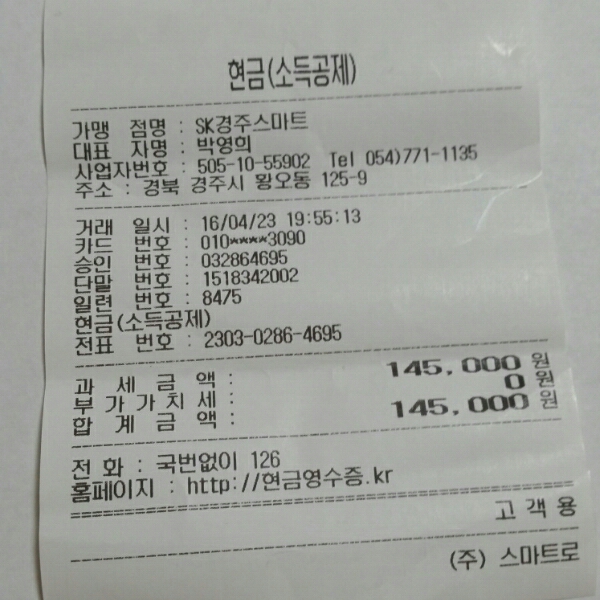 현금(소득공제)
가맹 점명 : SK경주스마트
대표 자명 : 박영희
사업자번호 : 505-10-55902 Tel 054)771-1135
주소 : 경북 경주시 황오동 125-9
거래 일시 : 16/04/23 19:55:13
카드 번호 : 010****3090
승인 번호 : 032864695
단말 번호 : 1518342002
일련 번호 : 8475
현금(소득공제)
전표 번호 : 2303-0286-4695
과 세 금 액 : 145,000 원
부 가 가 치 세 : 0 원
합 계 금 액 : 145,000 원
전 화 : 국번없이 126
홈페이지 : http://현금영수증.kr
고 객 용
(주) 스마트로